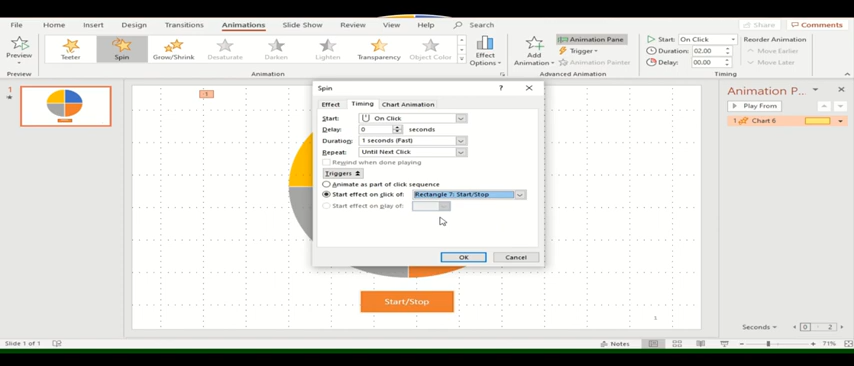 File Home Insert Design Transitions Animations Slide Show Review View Help Search Share Comments
Preview Teeter Spin Grow/Shrink Desaturate Darken Lighten Transparency Object Color Effect Options Add Animation Animation Pane Trigger Animation Painter Start: On Click Duration: 02.00 Delay: 00.00 Reorder Animation Move Earlier Move Later
Preview Animation Advanced Animation Timing
1
1
Spin ? ×
Effect Timing Chart Animation
Start: On Click
Delay: 0 seconds
Duration: 1 seconds (Fast)
Repeat: Until Next Click
Rewind when done playing
Triggers
Animate as part of click sequence
Start effect on click of: Rectangle 7: Start/Stop
Start effect on play of:
OK Cancel
Start/Stop
Animation P...
Play From
1 Chart 6
Seconds 0 2
Slide 1 of 1 Notes 71%